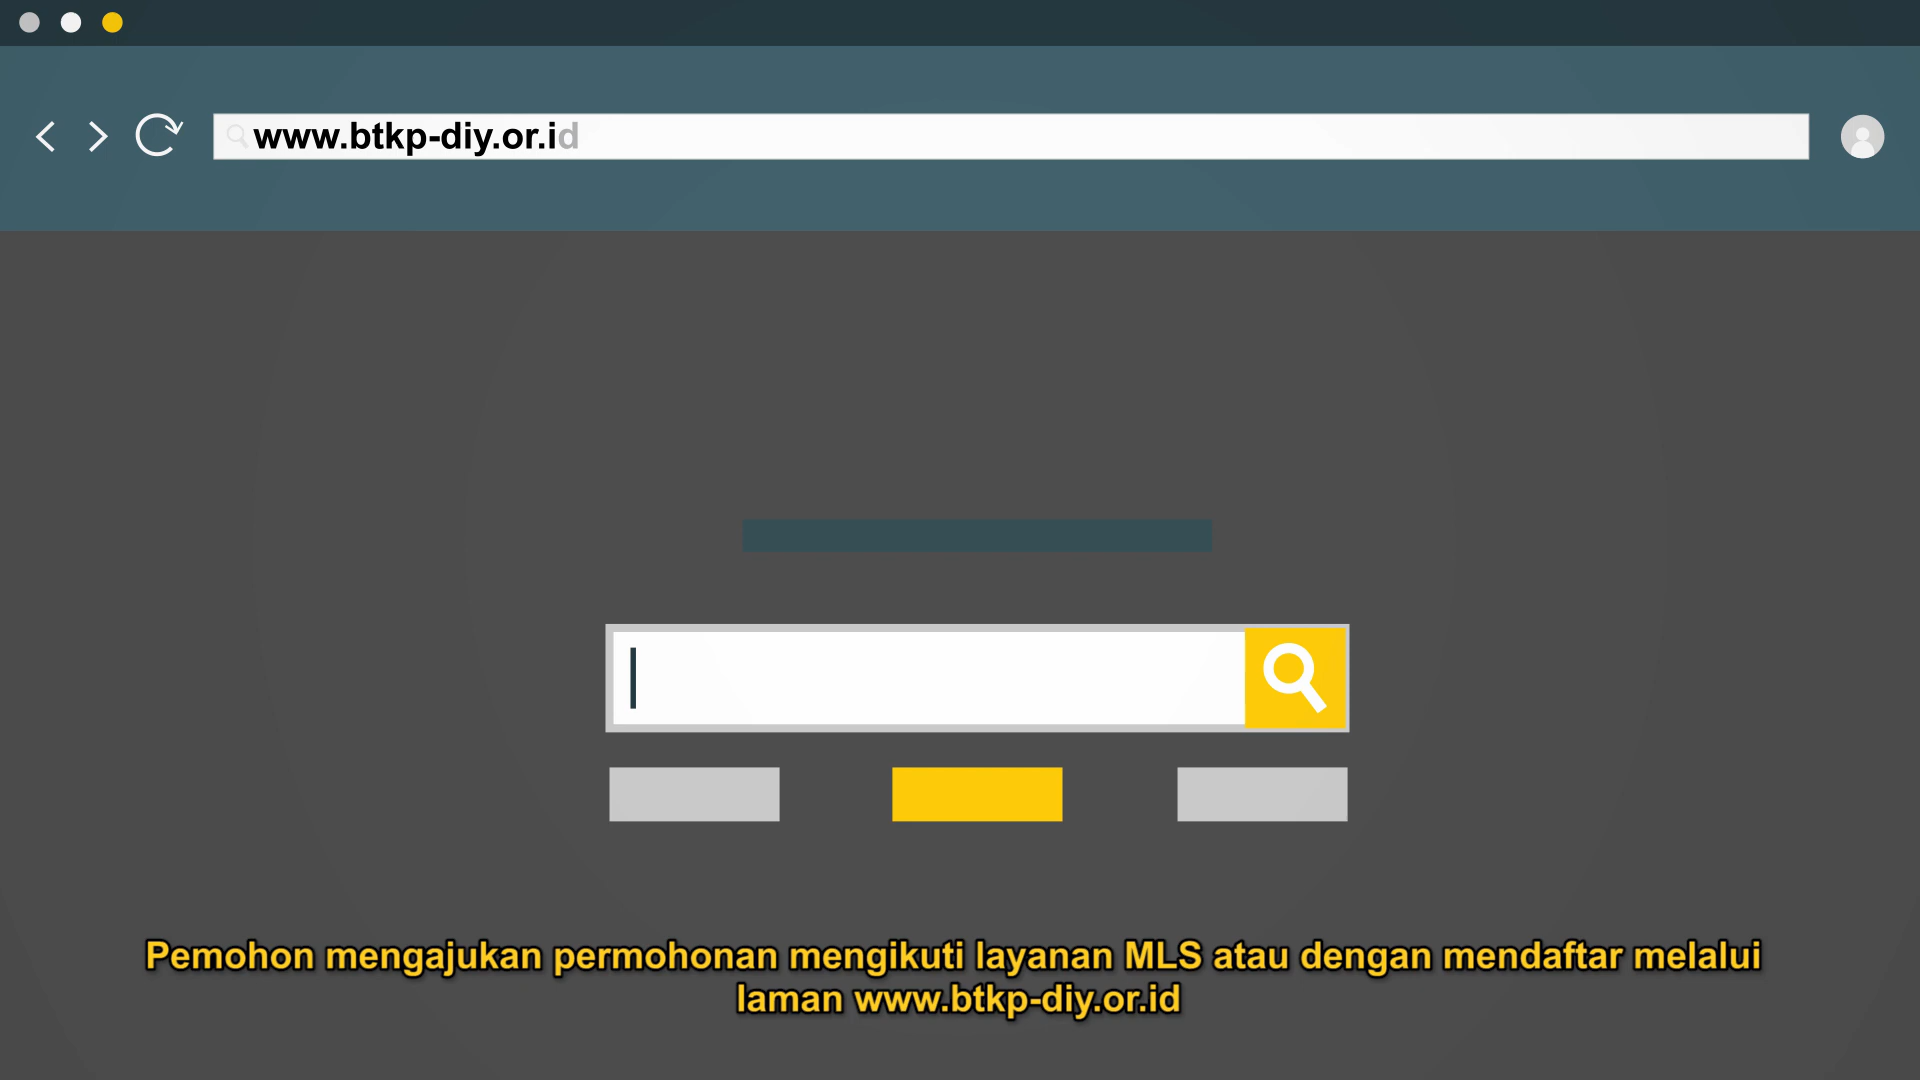 www.btkp-diy.or.id
Pemohon mengajukan permohonan mengikuti layanan MLS atau dengan mendaftar melalui
laman www.btkp-diy.or.id